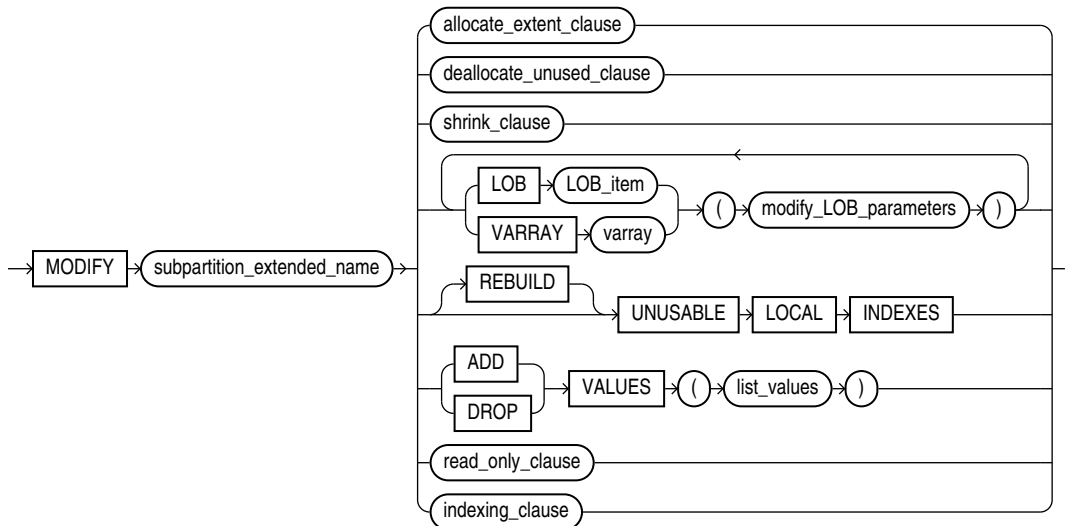 allocate_extent_clause
deallocate_unused_clause
shrink_clause
LOB LOB_item
VARRAY varray
( modify_LOB_parameters )
MODIFY subpartition_extended_name
REBUILD
UNUSABLE LOCAL INDEXES
ADD
DROP
VALUES ( list_values )
read_only_clause
indexing_clause